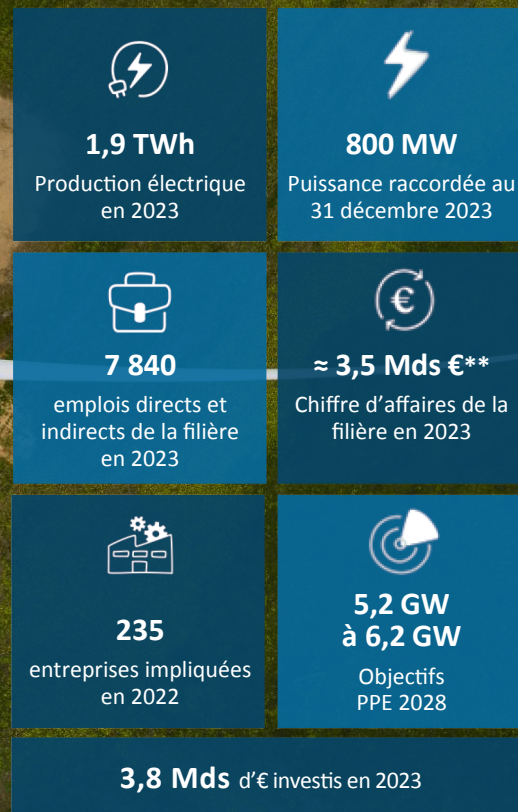 1,9 TWh
Production électrique
en 2023
800 MW
Puissance raccordée au
31 décembre 2023
7 840
emplois directs et
indirects de la filière
en 2023
≈ 3,5 Mds €**
Chiffre d’affaires de la
filière en 2023
235
entreprises impliquées
en 2022
5,2 GW
à 6,2 GW
Objectifs
PPE 2028
3,8 Mds d’€ investis en 2023